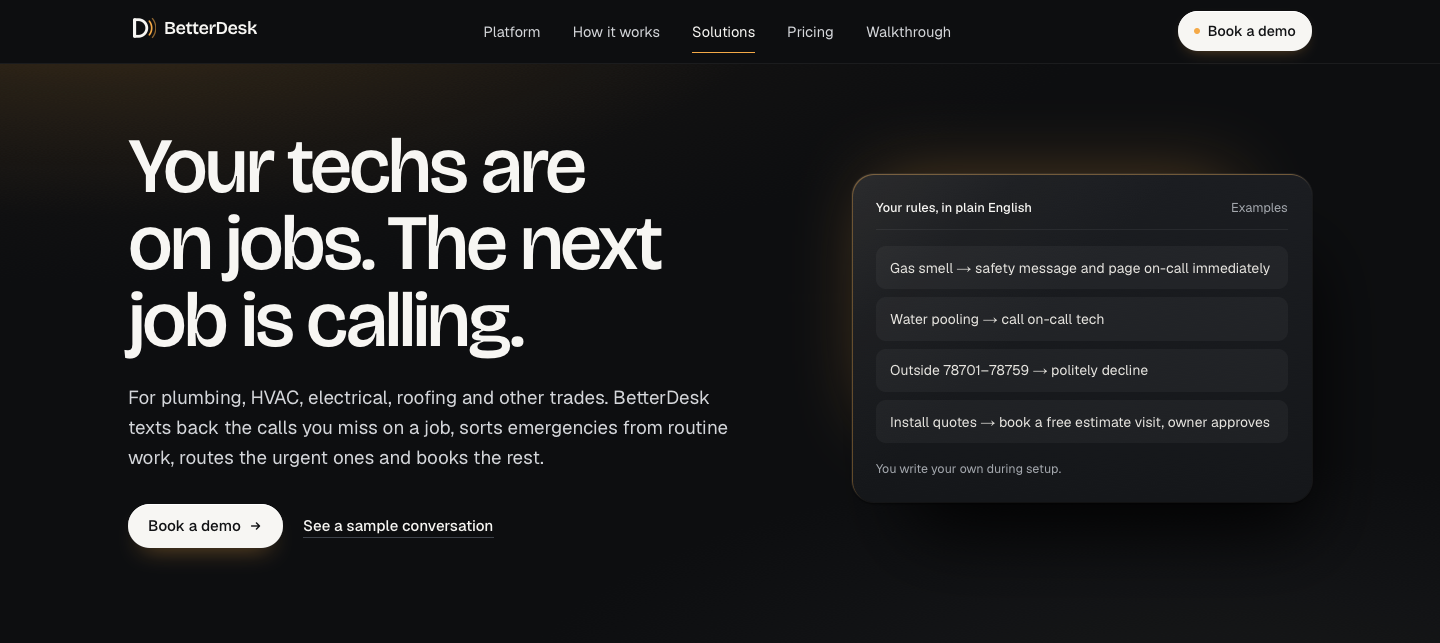 BetterDesk
Platform
How it works
Solutions
Pricing
Walkthrough
Book a demo
Your techs are
on jobs. The next
job is calling.
For plumbing, HVAC, electrical, roofing and other trades. BetterDesk
texts back the calls you miss on a job, sorts emergencies from routine
work, routes the urgent ones and books the rest.
Book a demo →
See a sample conversation
Your rules, in plain English
Examples
Gas smell → safety message and page on-call immediately
Water pooling → call on-call tech
Outside 78701–78759 → politely decline
Install quotes → book a free estimate visit, owner approves
You write your own during setup.